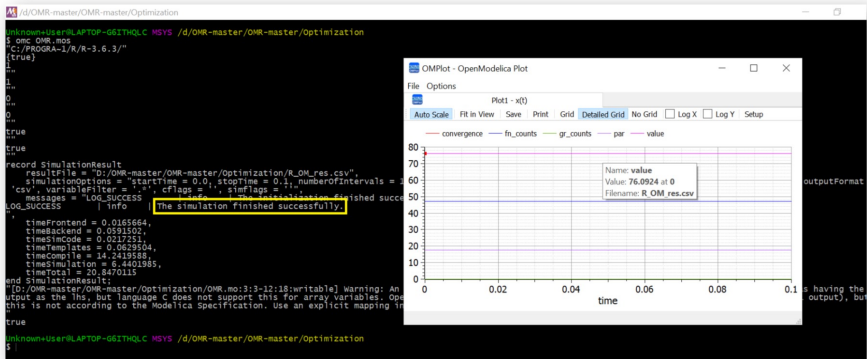 /d/OMR-master/OMR-master/Optimization
Unknown+User@LAPTOP-G6ITHQLC MSYS /d/OMR-master/OMR-master/Optimization
$ omc OMR.mos
"C:/PROGRA~1/R/R-3.6.3/"
{true}
1
""
1
""
0
""
0
""
true
""
true
""
record SimulationResult
resultFile = "D:/OMR-master/OMR-master/Optimization/R_OM_res.csv",
simulationOptions = "startTime = 0.0, stopTime = 0.1, numberOfIntervals =
outputFormat
'csv', variableFilter = '.*', cflags = '', simflags = '',
messages = "LOG_SUCCESS | info | The initialization finished succe
LOG_SUCCESS | info | The simulation finished successfully.
",
timeFrontend = 0.0165664,
timeBackend = 0.0591502,
timeSimCode = 0.0217251,
timeTemplates = 0.0629504,
timeCompile = 14.2419588,
timeSimulation = 6.4401985,
timeTotal = 20.8470115
end SimulationResult;
"[D:/OMR-master/OMR-master/Optimization/OMR.mo:3:3-12:18:writable] Warning: An
s having the
utput as the lhs, but language C does not support this for array variables. Ope
output), but
this is not according to the Modelica Specification. Use an explicit mapping in
"
true
Unknown+User@LAPTOP-G6ITHQLC MSYS /d/OMR-master/OMR-master/Optimization
$
OMPlot - OpenModelica Plot
File Options
Plot1 - x(t)
Auto Scale Fit in View Save Print Grid Detailed Grid No Grid Log X Log Y Setup
convergence fn_counts gr_counts par value
80
70
60
50
40
30
20
10
0
Name: value
Value: 76.0924 at 0
Filename: R_OM_res.csv
0 0.02 0.04 0.06 0.08 0.1
time